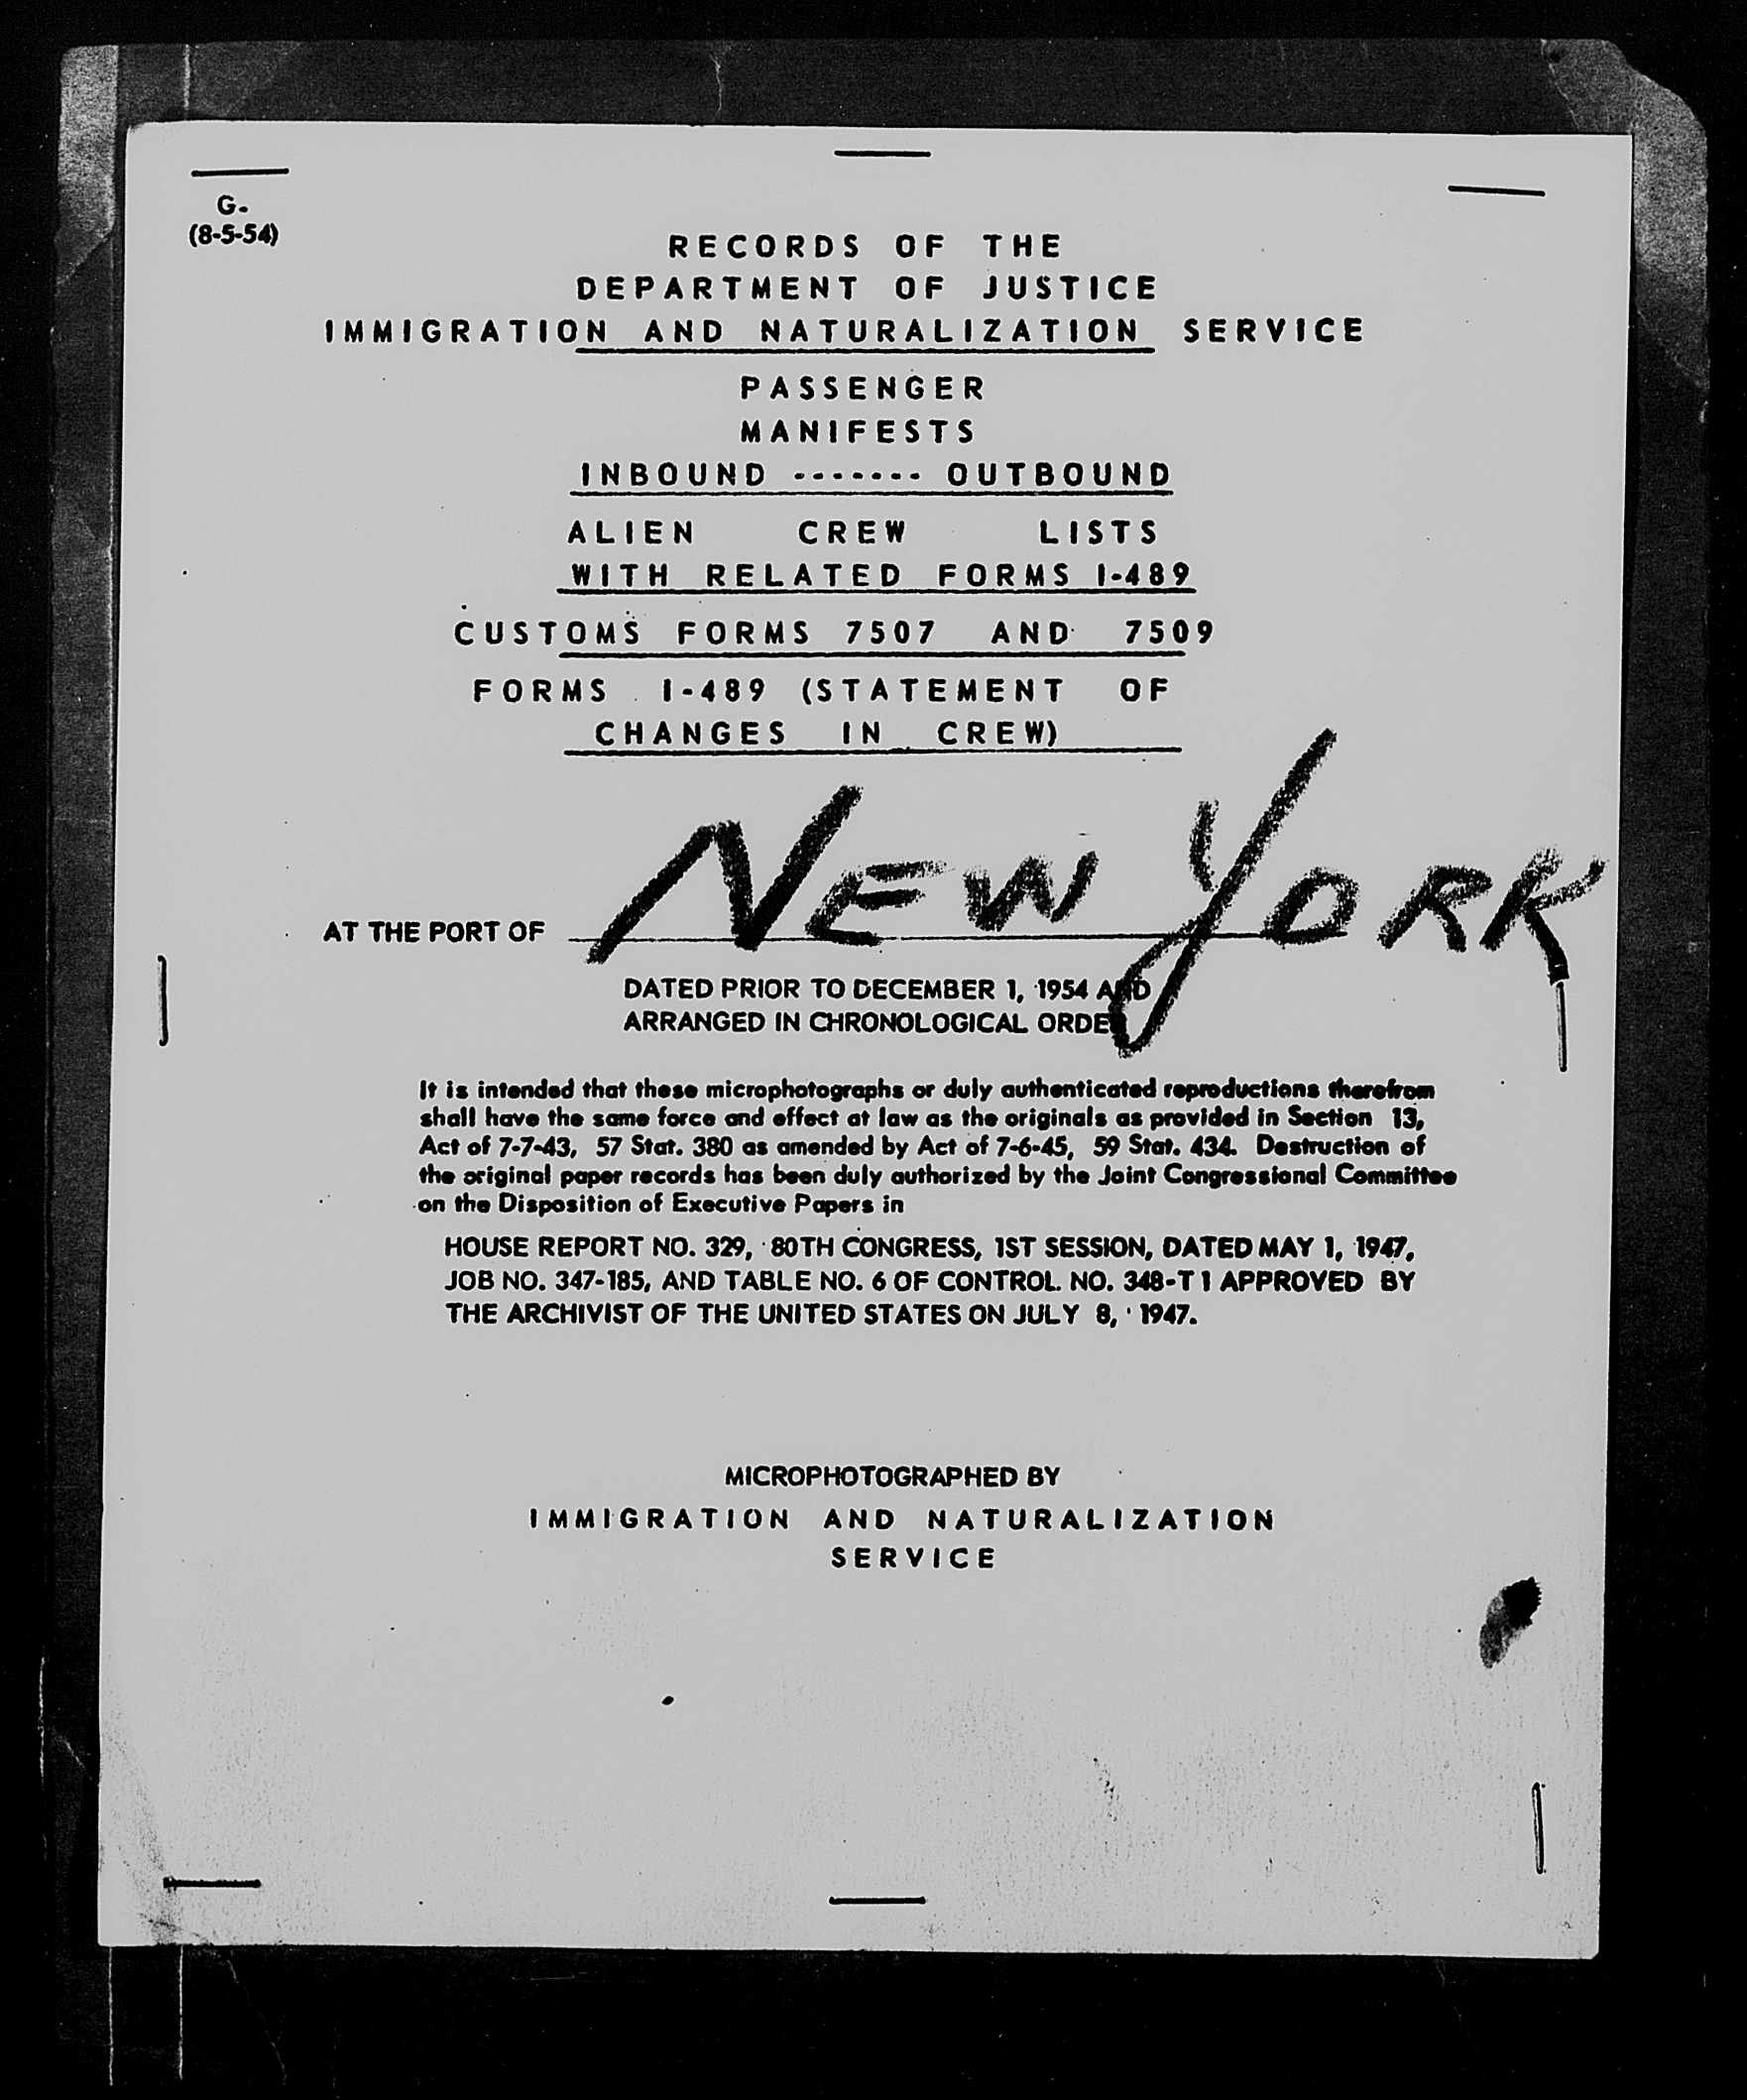 G.
(8-5-54)
RECORDS OF THE
DEPARTMENT OF JUSTICE
IMMIGRATION AND NATURALIZATION SERVICE
PASSENGER
MANIFESTS
INBOUND ------- OUTBOUND
ALIEN CREW LISTS
WITH RELATED FORMS I-489
CUSTOMS FORMS 7507 AND 7509
FORMS I-489 (STATEMENT OF
CHANGES IN CREW)
AT THE PORT OF NEW YORK
DATED PRIOR TO DECEMBER 1, 1954 AND
ARRANGED IN CHRONOLOGICAL ORDER
It is intended that these microphotographs or duly authenticated reproductions therefrom
shall have the same force and effect at law as the originals as provided in Section 13,
Act of 7-7-43, 57 Stat. 380 as amended by Act of 7-6-45, 59 Stat. 434. Destruction of
the original paper records has been duly authorized by the Joint Congressional Committee
on the Disposition of Executive Papers in
HOUSE REPORT NO. 329, 80TH CONGRESS, 1ST SESSION, DATED MAY 1, 1947,
JOB NO. 347-185, AND TABLE NO. 6 OF CONTROL NO. 348-T1 APPROVED BY
THE ARCHIVIST OF THE UNITED STATES ON JULY 8, 1947.
MICROPHOTOGRAPHED BY
IMMIGRATION AND NATURALIZATION
SERVICE